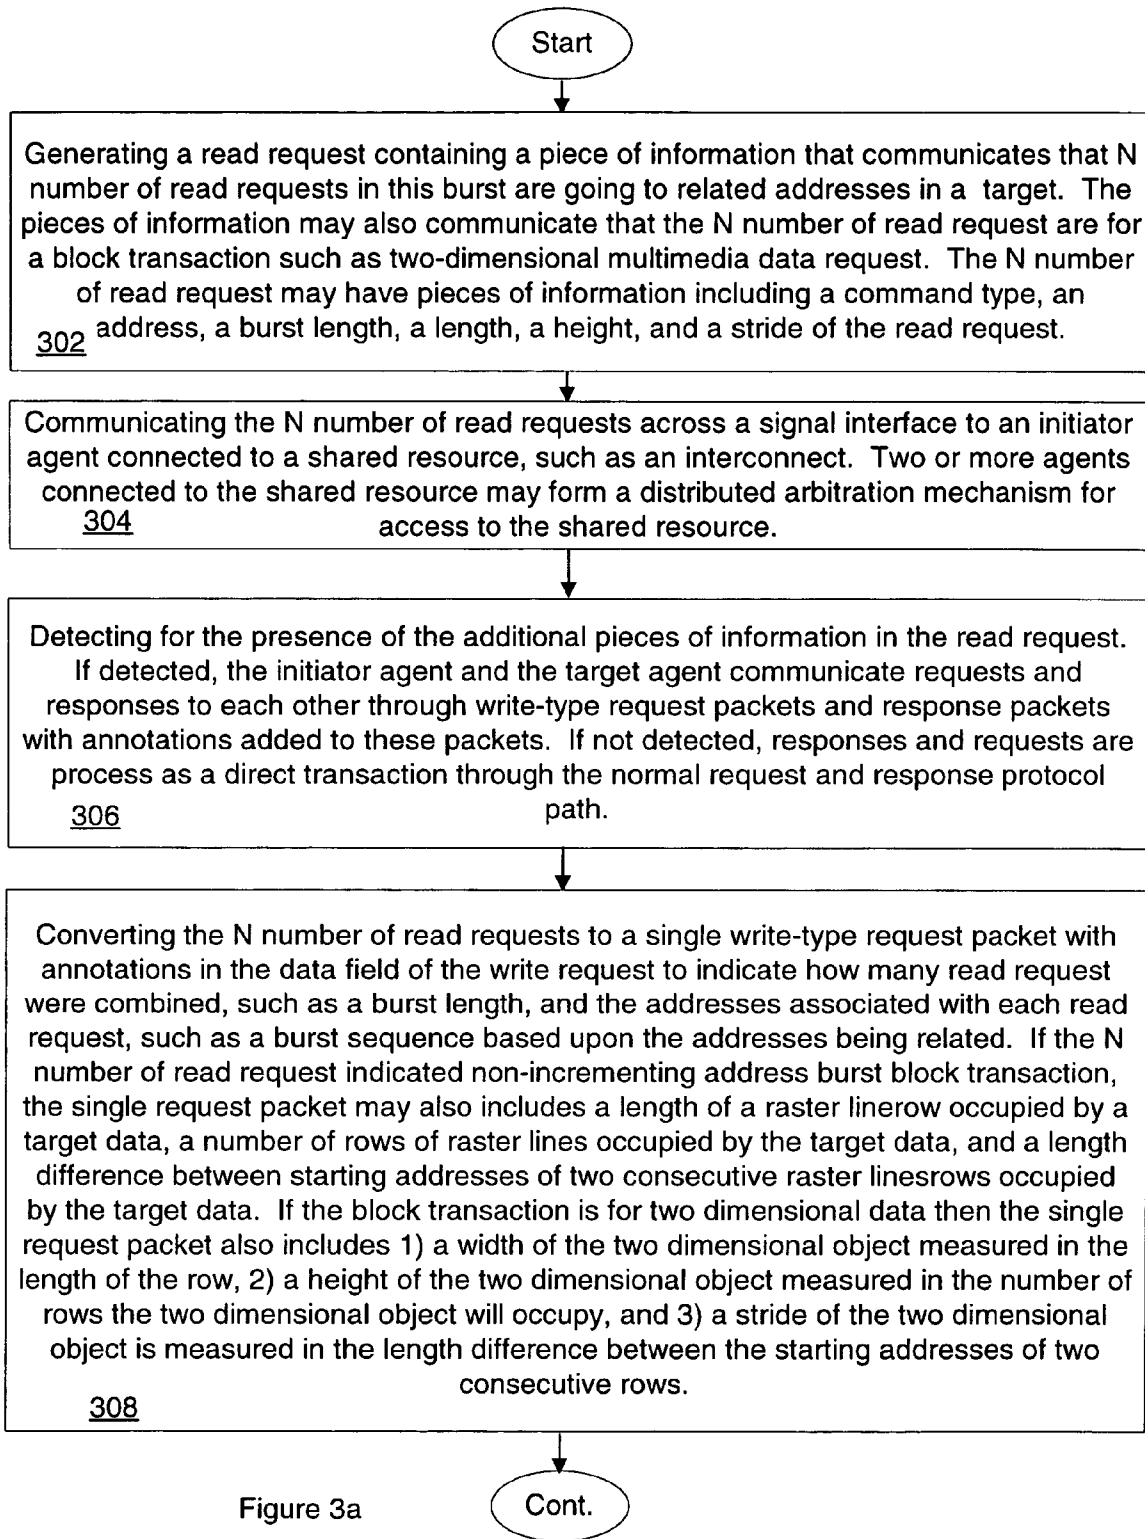 Start
Generating a read request containing a piece of information that communicates that N
number of read requests in this burst are going to related addresses in a target. The
pieces of information may also communicate that the N number of read request are for
a block transaction such as two-dimensional multimedia data request. The N number
of read request may have pieces of information including a command type, an
address, a burst length, a length, a height, and a stride of the read request.
302
Communicating the N number of read requests across a signal interface to an initiator
agent connected to a shared resource, such as an interconnect. Two or more agents
connected to the shared resource may form a distributed arbitration mechanism for
access to the shared resource.
304
Detecting for the presence of the additional pieces of information in the read request.
If detected, the initiator agent and the target agent communicate requests and
responses to each other through write-type request packets and response packets
with annotations added to these packets. If not detected, responses and requests are
process as a direct transaction through the normal request and response protocol
path.
306
Converting the N number of read requests to a single write-type request packet with
annotations in the data field of the write request to indicate how many read request
were combined, such as a burst length, and the addresses associated with each read
request, such as a burst sequence based upon the addresses being related. If the N
number of read request indicated non-incrementing address burst block transaction,
the single request packet may also includes a length of a raster linerow occupied by a
target data, a number of rows of raster lines occupied by the target data, and a length
difference between starting addresses of two consecutive raster linesrows occupied
by the target data. If the block transaction is for two dimensional data then the single
request packet also includes 1) a width of the two dimensional object measured in the
length of the row, 2) a height of the two dimensional object measured in the number of
rows the two dimensional object will occupy, and 3) a stride of the two dimensional
object is measured in the length difference between the starting addresses of two
consecutive rows.
308
Figure 3a
Cont.